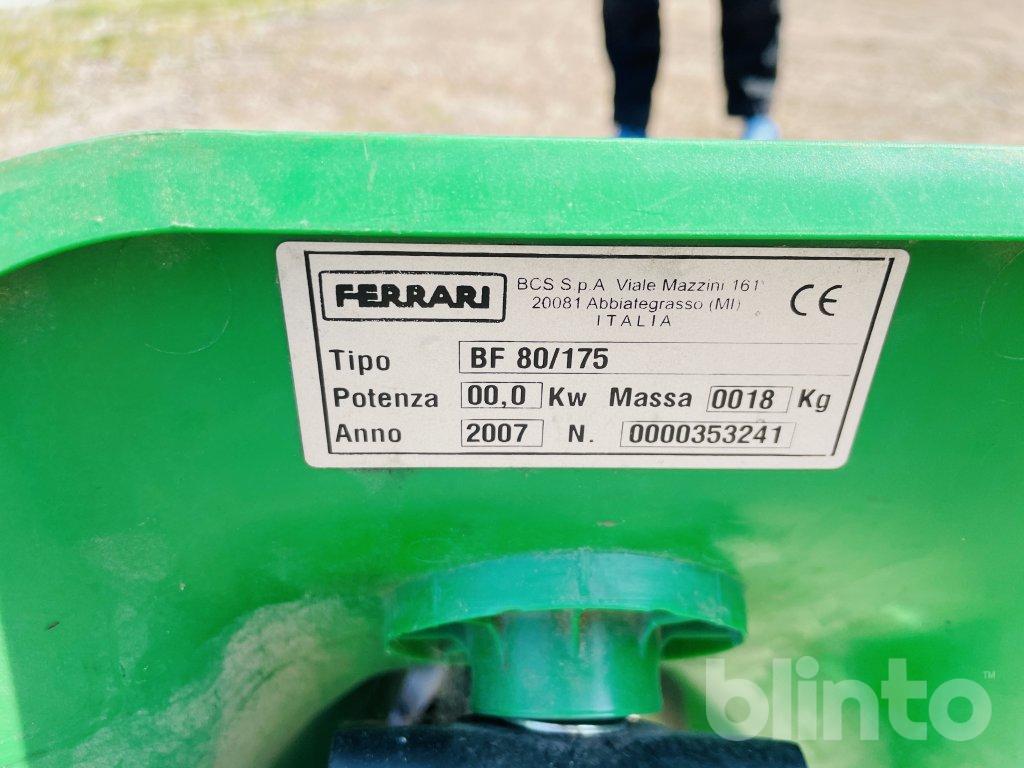 FERRARI
BCS S.p.A Viale Mazzini 161
20081 Abbiategrasso (MI)
ITALIA
CE
Tipo BF 80/175
Potenza 00,0 Kw Massa 0018 Kg
Anno 2007 N. 0000353241
blinto™